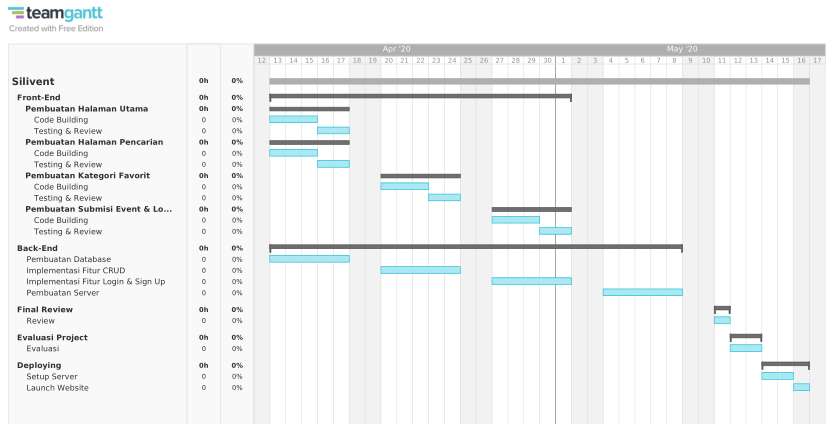 teamgantt
Created with Free Edition
Apr '20 May '20
12 13 14 15 16 17 18 19 20 21 22 23 24 25 26 27 28 29 30 1 2 3 4 5 6 7 8 9 10 11 12 13 14 15 16 17
Silivent 0h 0%
Front-End 0h 0%
Pembuatan Halaman Utama 0h 0%
Code Building 0 0%
Testing & Review 0 0%
Pembuatan Halaman Pencarian 0h 0%
Code Building 0 0%
Testing & Review 0 0%
Pembuatan Kategori Favorit 0h 0%
Code Building 0 0%
Testing & Review 0 0%
Pembuatan Submisi Event & Lo... 0h 0%
Code Building 0 0%
Testing & Review 0 0%
Back-End 0h 0%
Pembuatan Database 0 0%
Implementasi Fitur CRUD 0 0%
Implementasi Fitur Login & Sign Up 0 0%
Pembuatan Server 0 0%
Final Review 0h 0%
Review 0 0%
Evaluasi Project 0h 0%
Evaluasi 0 0%
Deploying 0h 0%
Setup Server 0 0%
Launch Website 0 0%